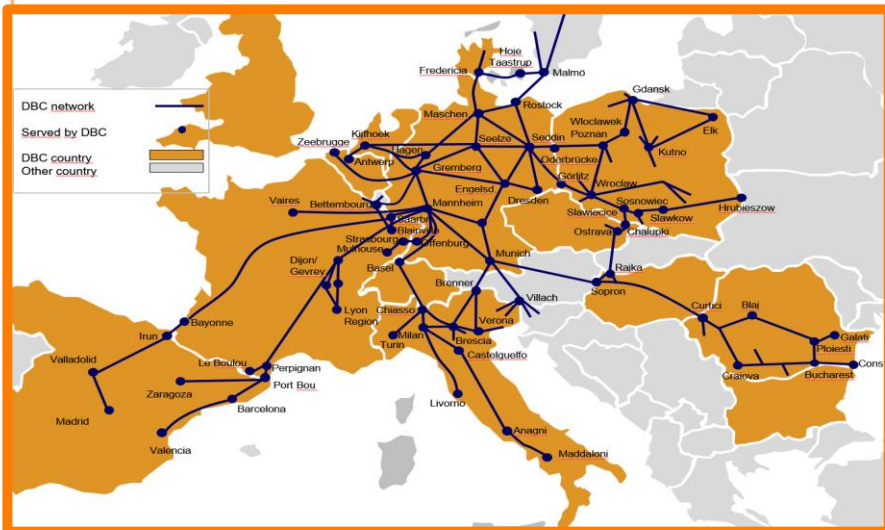 DBC network
Served by DBC
DBC country
Other country
Hoje
Taastrup
Fredericia
Malmö
Rostock
Gdansk
Maschen
Wloclawek
Poznan
Elk
Kijfhoek
Zeebrugge
Antwerp
Hagen
Seelze
Seddin
Oderbrücke
Kutno
Gremberg
Görlitz
Wroclaw
Engelsd
Dresden
Sosnowiec
Hrubieszow
Vaires
Bettembourg
Mannheim
Slawiecice
Slawkow
Saarbr
Blainville
Ostrava
Chalupki
Strasbourg
Offenburg
Mulhouse
Basel
Munich
Dijon/
Gevrey
Rajka
Sopron
Brenner
Villach
Curtici
Blaj
Lyon
Region
Chiasso
Verona
Galati
Turin
Milan
Brescia
Ploiesti
Castelguelfo
Craiova
Bucharest
Cons
Bayonne
Irun
Valladolid
Le Boulou
Perpignan
Port Bou
Zaragoza
Livorno
Madrid
Barcelona
Valencia
Anagni
Maddaloni